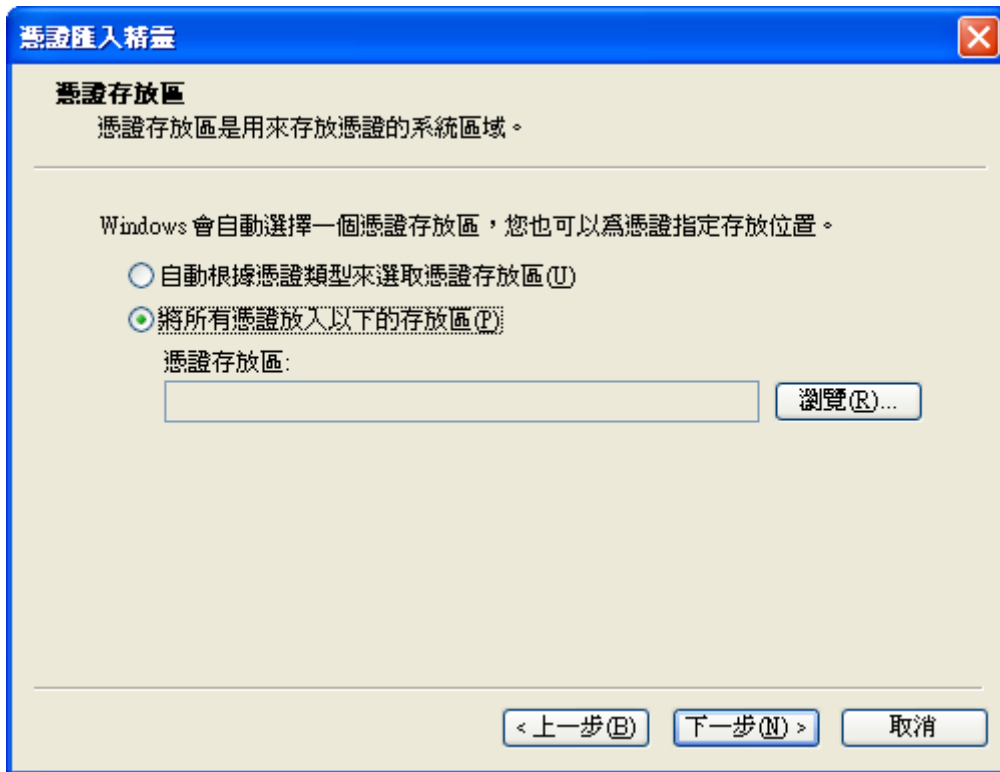 憑證匯入精靈
憑證存放區
憑證存放區是用來存放憑證的系統區域。
Windows 會自動選擇一個憑證存放區，您也可以爲憑證指定存放位置。
自動根據憑證類型來選取憑證存放區(U)
將所有憑證放入以下的存放區(P)
憑證存放區:
瀏覽(R)...
<上一步(B) 下一步(N)> 取消